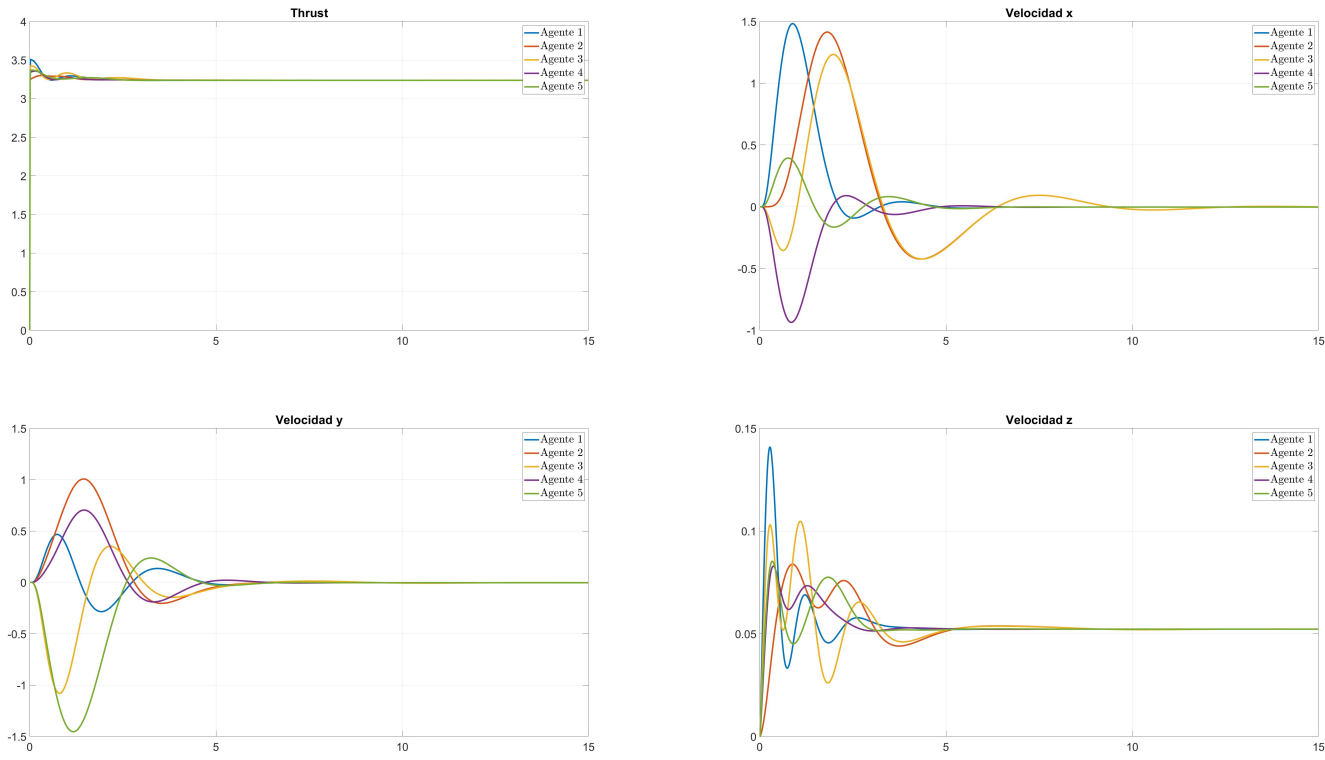 Thrust
4
3.5
3
2.5
2
1.5
1
0.5
0
0
5
10
15
Agente 1
Agente 2
Agente 3
Agente 4
Agente 5
Velocidad x
1.5
1
0.5
0
-0.5
-1
0
5
10
15
Agente 1
Agente 2
Agente 3
Agente 4
Agente 5
Velocidad y
1.5
1
0.5
0
-0.5
-1
-1.5
0
5
10
15
Agente 1
Agente 2
Agente 3
Agente 4
Agente 5
Velocidad z
0.15
0.1
0.05
0
0
5
10
15
Agente 1
Agente 2
Agente 3
Agente 4
Agente 5